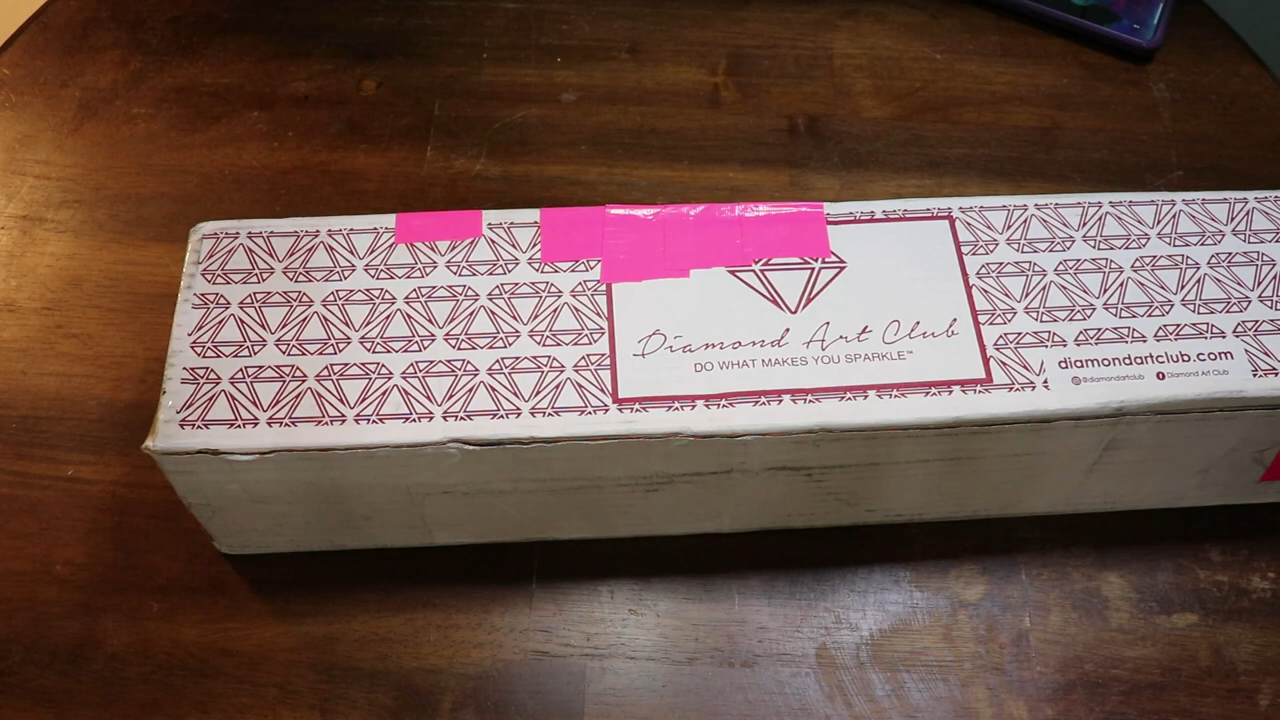 Diamond Art Club
DO WHAT MAKES YOU SPARKLE™
diamondartclub.com
@diamondartclub Diamond Art Club